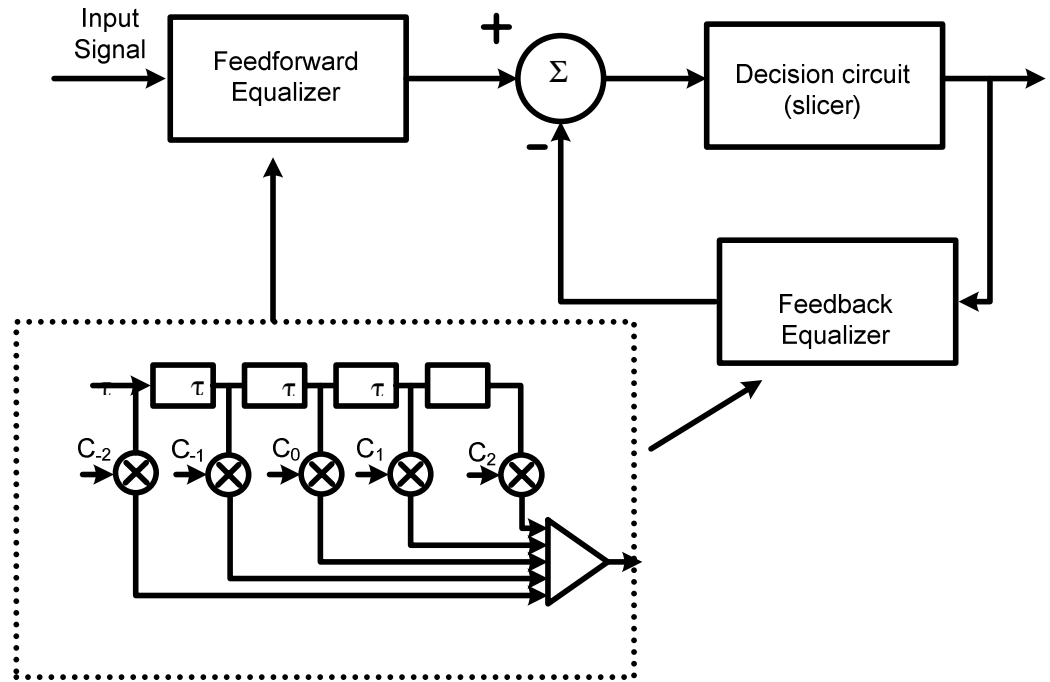 Input
Signal
Feedforward
Equalizer
+
Σ
−
Decision circuit
(slicer)
Feedback
Equalizer
τ
τ
τ
τ
C-2
C-1
C0
C1
C2